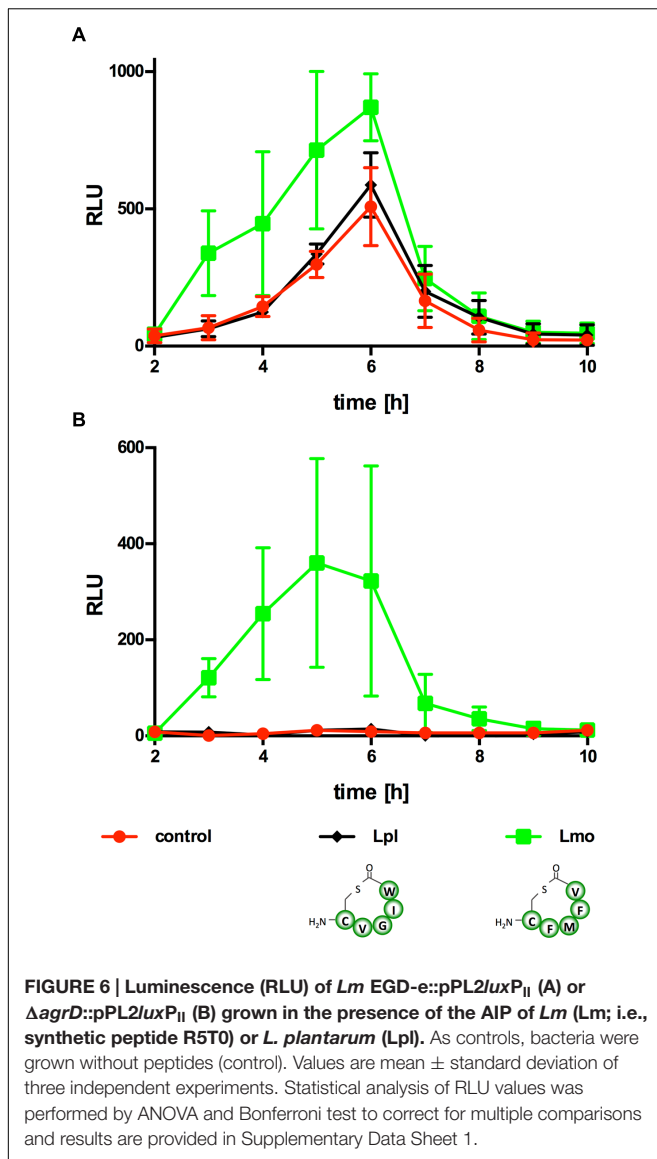 A
1000
500
0
RLU
2 4 6 8 10
time [h]
B
600
400
200
0
RLU
2 4 6 8 10
time [h]
control Lpl Lmo
O
S
W
I
G
V
C
H₂N
O
S
V
F
M
F
C
H₂N
FIGURE 6 | Luminescence (RLU) of Lm EGD-e::pPL2luxP_II (A) or
ΔagrD::pPL2luxP_II (B) grown in the presence of the AIP of Lm (Lm; i.e.,
synthetic peptide R5T0) or L. plantarum (Lpl). As controls, bacteria were
grown without peptides (control). Values are mean ± standard deviation of
three independent experiments. Statistical analysis of RLU values was
performed by ANOVA and Bonferroni test to correct for multiple comparisons
and results are provided in Supplementary Data Sheet 1.